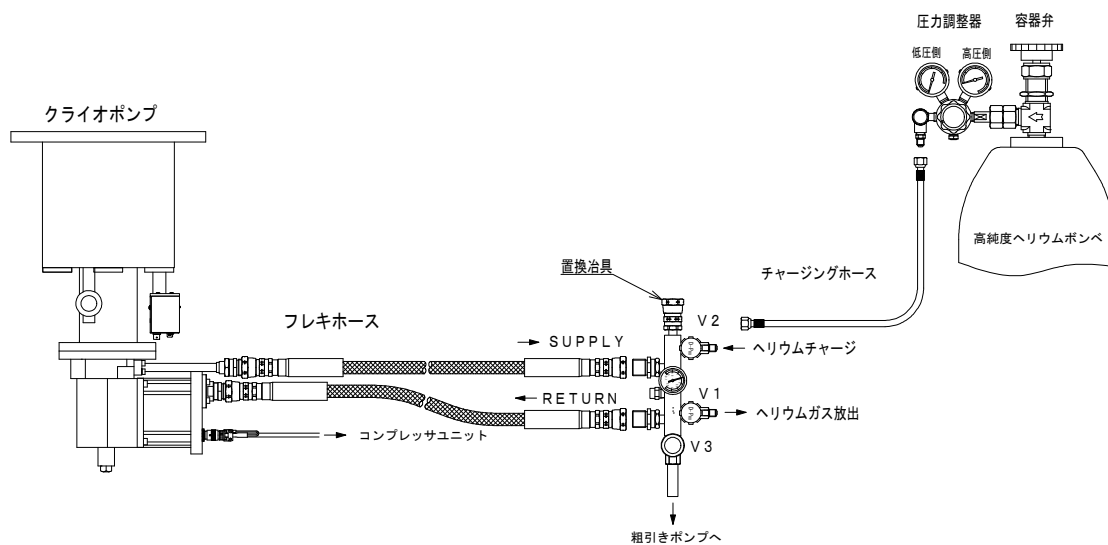 圧力調整器
容器弁
低圧側
高圧側
クライオポンプ
高純度ヘリウムボンベ
置換冶具
チャージングホース
フレキホース
V2
→ SUPPLY
← ヘリウムチャージ
← RETURN
V1
→ ヘリウムガス放出
→ コンプレッサユニット
V3
粗引きポンプへ